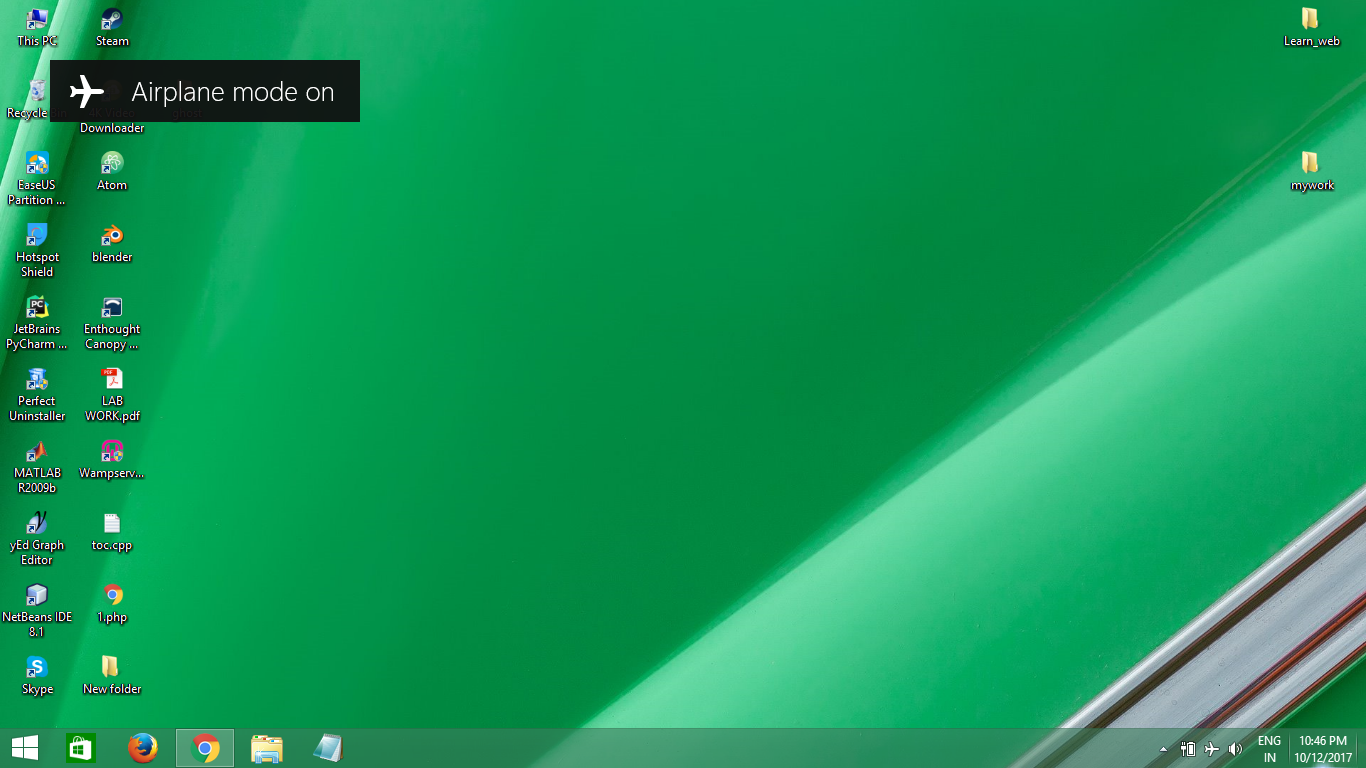 This PC
Steam
Learn_web
Airplane mode on
Recycle
Downloader
EaseUS
Partition ...
Atom
mywork
Hotspot
Shield
blender
JetBrains
PyCharm ...
Enthought
Canopy ...
Perfect
Uninstaller
LAB
WORK.pdf
MATLAB
R2009b
Wampserv...
yEd Graph
Editor
toc.cpp
NetBeans IDE
8.1
1.php
Skype
New folder
ENG
IN
10:46 PM
10/12/2017